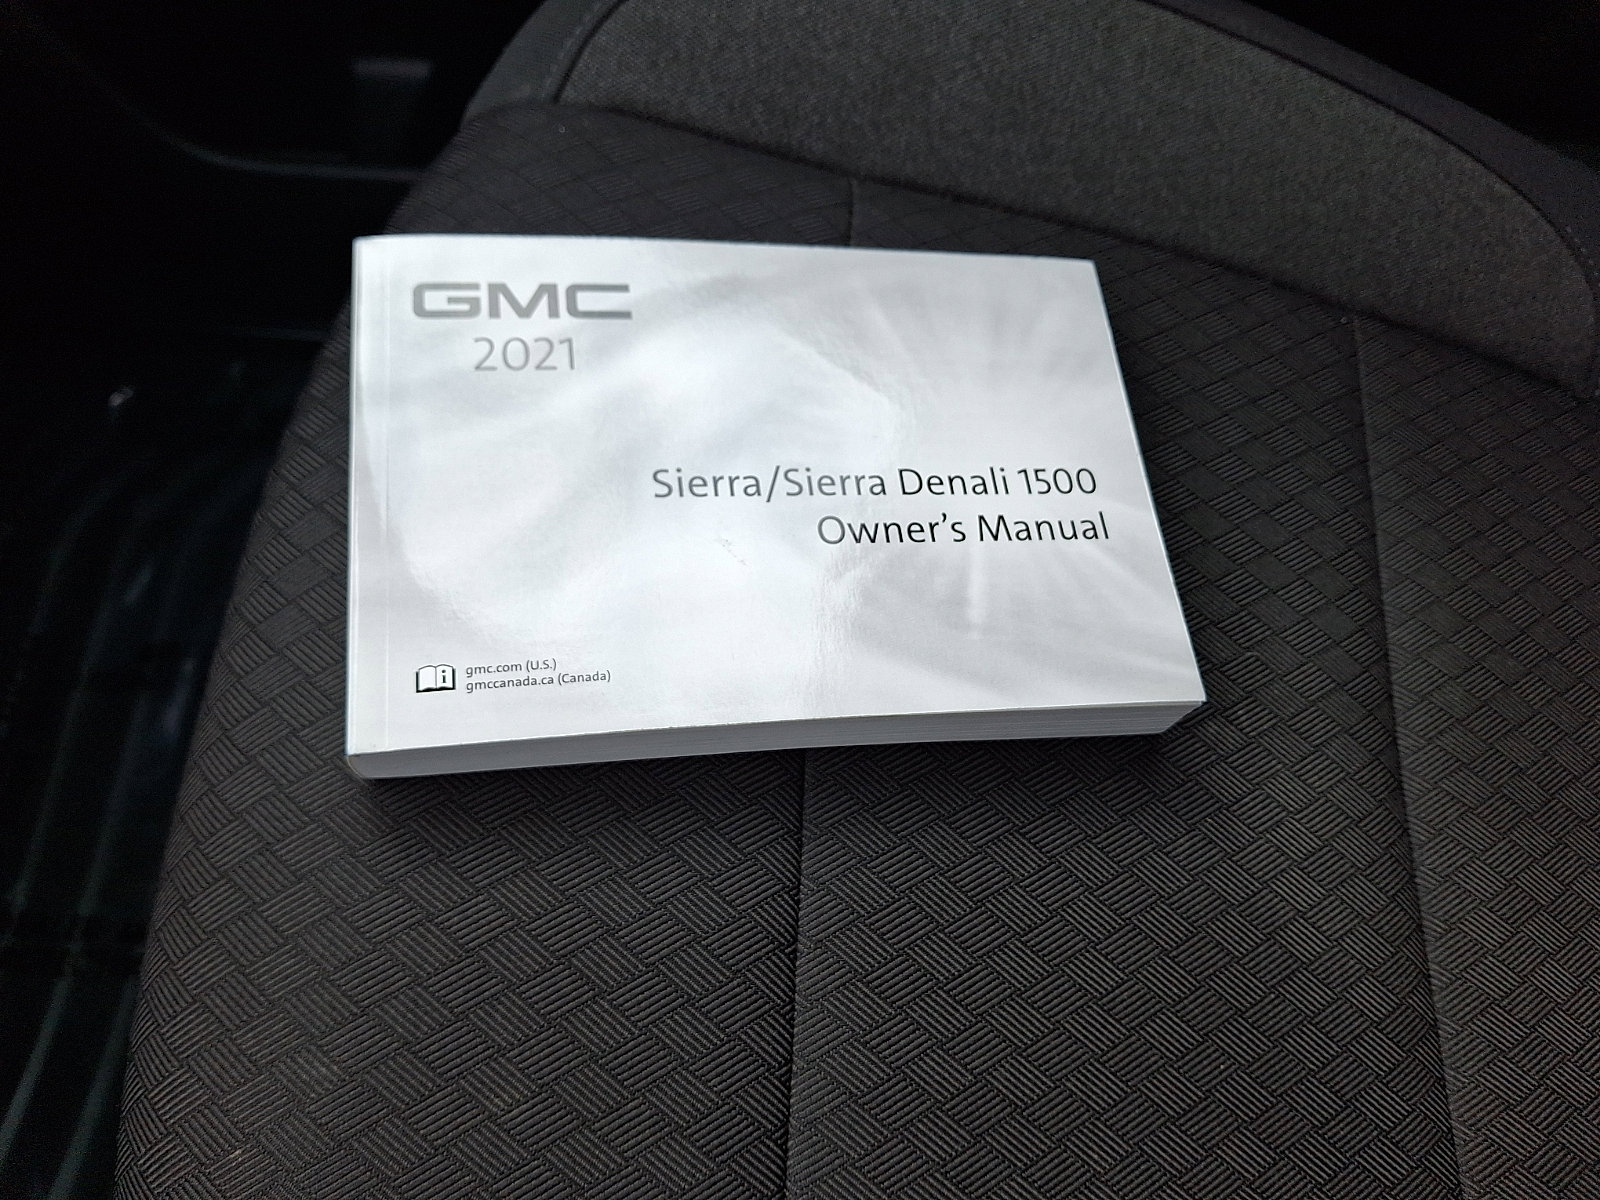 GMC
2021
Sierra/Sierra Denali 1500
Owner's Manual
gmc.com (U.S.)
gmccanada.ca (Canada)